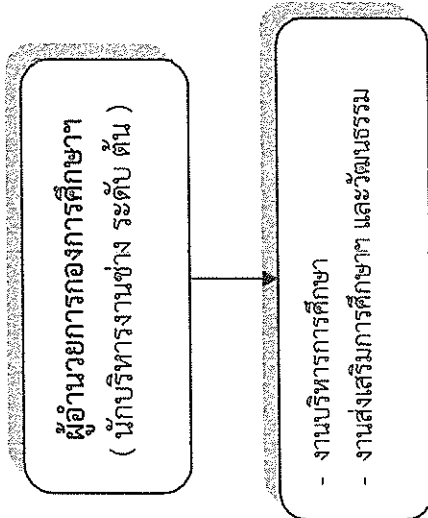 ผู้อำนวยการกองการศึกษาฯ
( นักบริหารงานช่าง ระดับ ต้น )
- งานบริหารการศึกษา
- งานส่งเสริมการศึกษาฯ และวัฒนธรรม